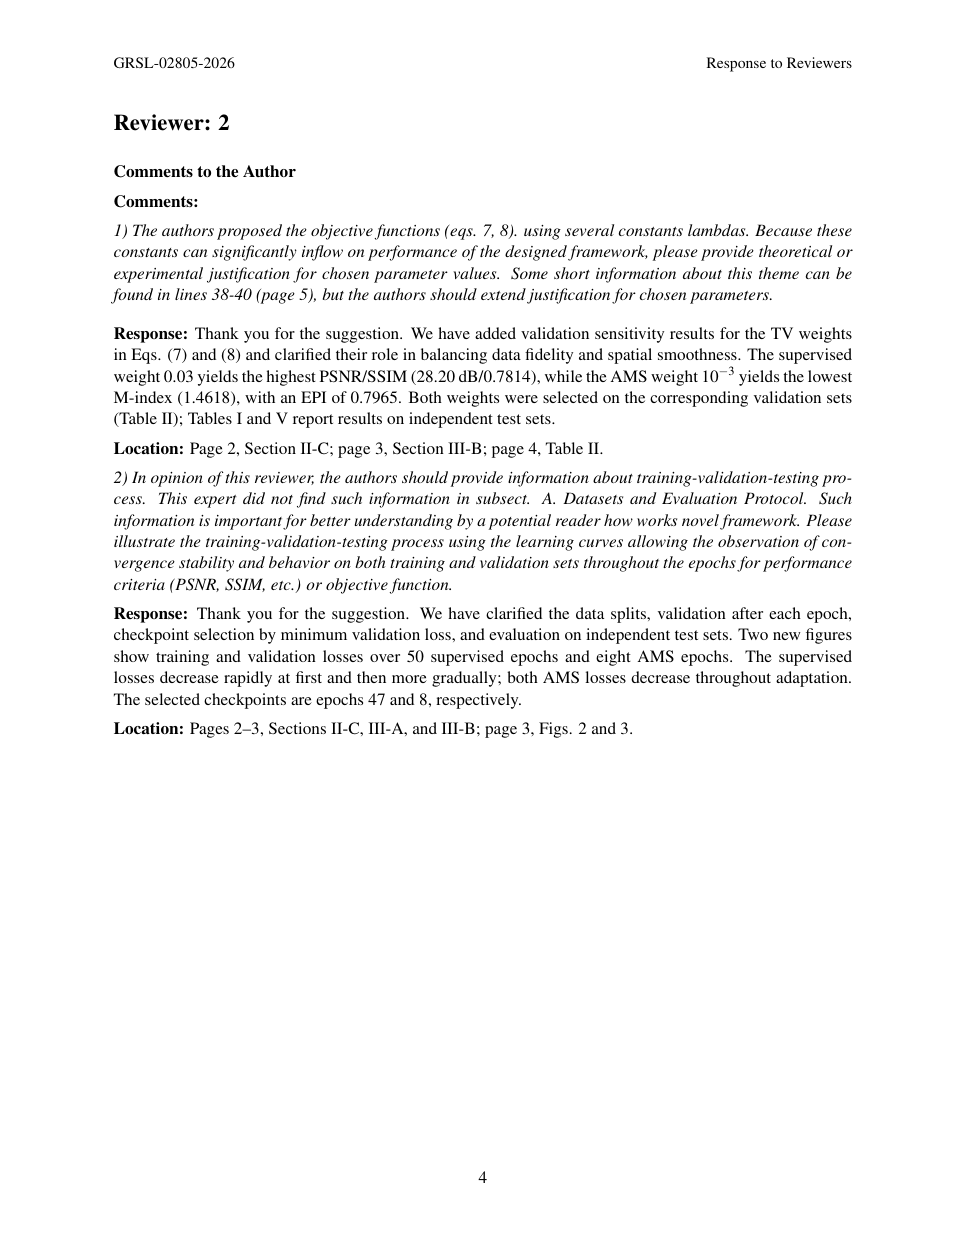 GRSL-02805-2026
Response to Reviewers
Reviewer: 2
Comments to the Author
Comments:
1) The authors proposed the objective functions (eqs. 7, 8). using several constants lambdas. Because these
constants can significantly inflow on performance of the designed framework, please provide theoretical or
experimental justification for chosen parameter values. Some short information about this theme can be
found in lines 38-40 (page 5), but the authors should extend justification for chosen parameters.
Response: Thank you for the suggestion. We have added validation sensitivity results for the TV weights
in Eqs. (7) and (8) and clarified their role in balancing data fidelity and spatial smoothness. The supervised
weight 0.03 yields the highest PSNR/SSIM (28.20 dB/0.7814), while the AMS weight 10⁻³ yields the lowest
M-index (1.4618), with an EPI of 0.7965. Both weights were selected on the corresponding validation sets
(Table II); Tables I and V report results on independent test sets.
Location: Page 2, Section II-C; page 3, Section III-B; page 4, Table II.
2) In opinion of this reviewer, the authors should provide information about training-validation-testing pro-
cess. This expert did not find such information in subsect. A. Datasets and Evaluation Protocol. Such
information is important for better understanding by a potential reader how works novel framework. Please
illustrate the training-validation-testing process using the learning curves allowing the observation of con-
vergence stability and behavior on both training and validation sets throughout the epochs for performance
criteria (PSNR, SSIM, etc.) or objective function.
Response: Thank you for the suggestion. We have clarified the data splits, validation after each epoch,
checkpoint selection by minimum validation loss, and evaluation on independent test sets. Two new figures
show training and validation losses over 50 supervised epochs and eight AMS epochs. The supervised
losses decrease rapidly at first and then more gradually; both AMS losses decrease throughout adaptation.
The selected checkpoints are epochs 47 and 8, respectively.
Location: Pages 2–3, Sections II-C, III-A, and III-B; page 3, Figs. 2 and 3.
4